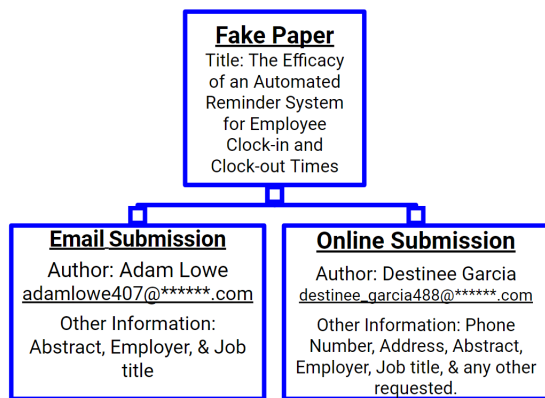 Fake Paper
Title: The Efficacy
of an Automated
Reminder System
for Employee
Clock-in and
Clock-out Times
Email Submission
Author: Adam Lowe
adamlowe407@******.com
Other Information:
Abstract, Employer, & Job
title
Online Submission
Author: Destinee Garcia
destinee_garcia488@******.com
Other Information: Phone
Number, Address, Abstract,
Employer, Job title, & any other
requested.